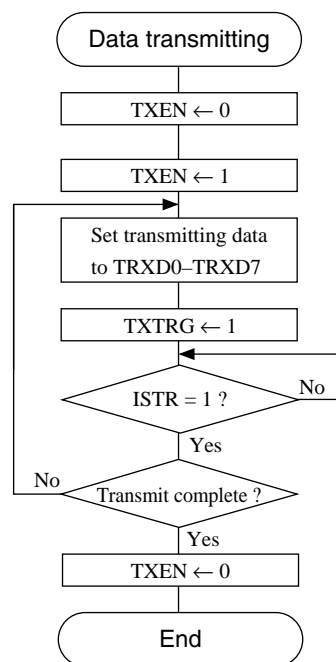 Data transmitting
TXEN ← 0
TXEN ← 1
Set transmitting data
to TRXD0–TRXD7
TXTRG ← 1
ISTR = 1 ?
No
Yes
No
Transmit complete ?
Yes
TXEN ← 0
End